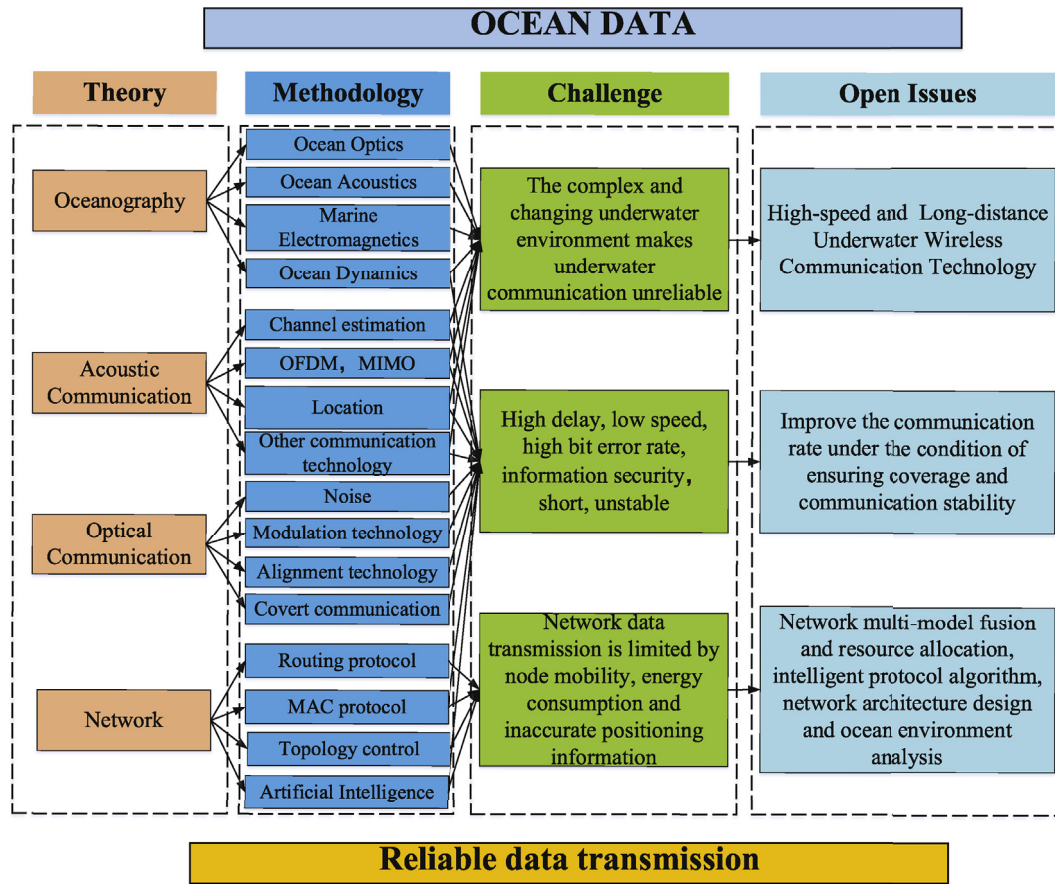 OCEAN DATA
Theory
Methodology
Challenge
Open Issues
Oceanography
Acoustic
Communication
Optical
Communication
Network
Ocean Optics
Ocean Acoustics
Marine
Electromagnetics
Ocean Dynamics
Channel estimation
OFDM，MIMO
Location
Other communication
technology
Noise
Modulation technology
Alignment technology
Covert communication
Routing protocol
MAC protocol
Topology control
Artificial Intelligence
The complex and
changing underwater
environment makes
underwater
communication unreliable
High delay, low speed,
high bit error rate,
information security，
short, unstable
Network data
transmission is limited by
node mobility, energy
consumption and
inaccurate positioning
information
High-speed and Long-distance
Underwater Wireless
Communication Technology
Improve the communication
rate under the condition of
ensuring coverage and
communication stability
Network multi-model fusion
and resource allocation,
intelligent protocol algorithm,
network architecture design
and ocean environment
analysis
Reliable data transmission